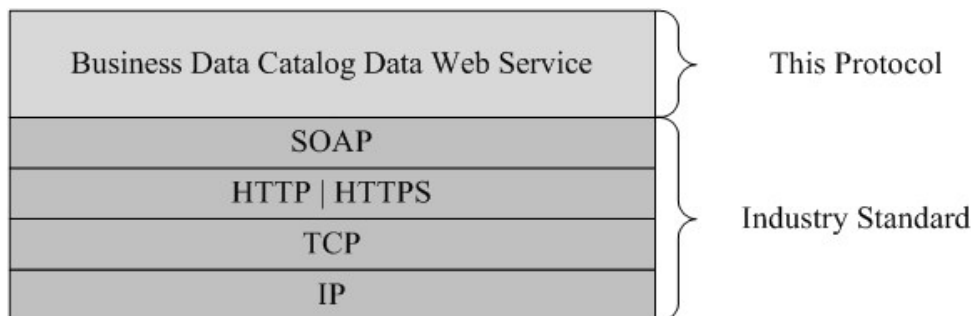 Business Data Catalog Data Web Service
This Protocol
SOAP
HTTP | HTTPS
TCP
IP
Industry Standard